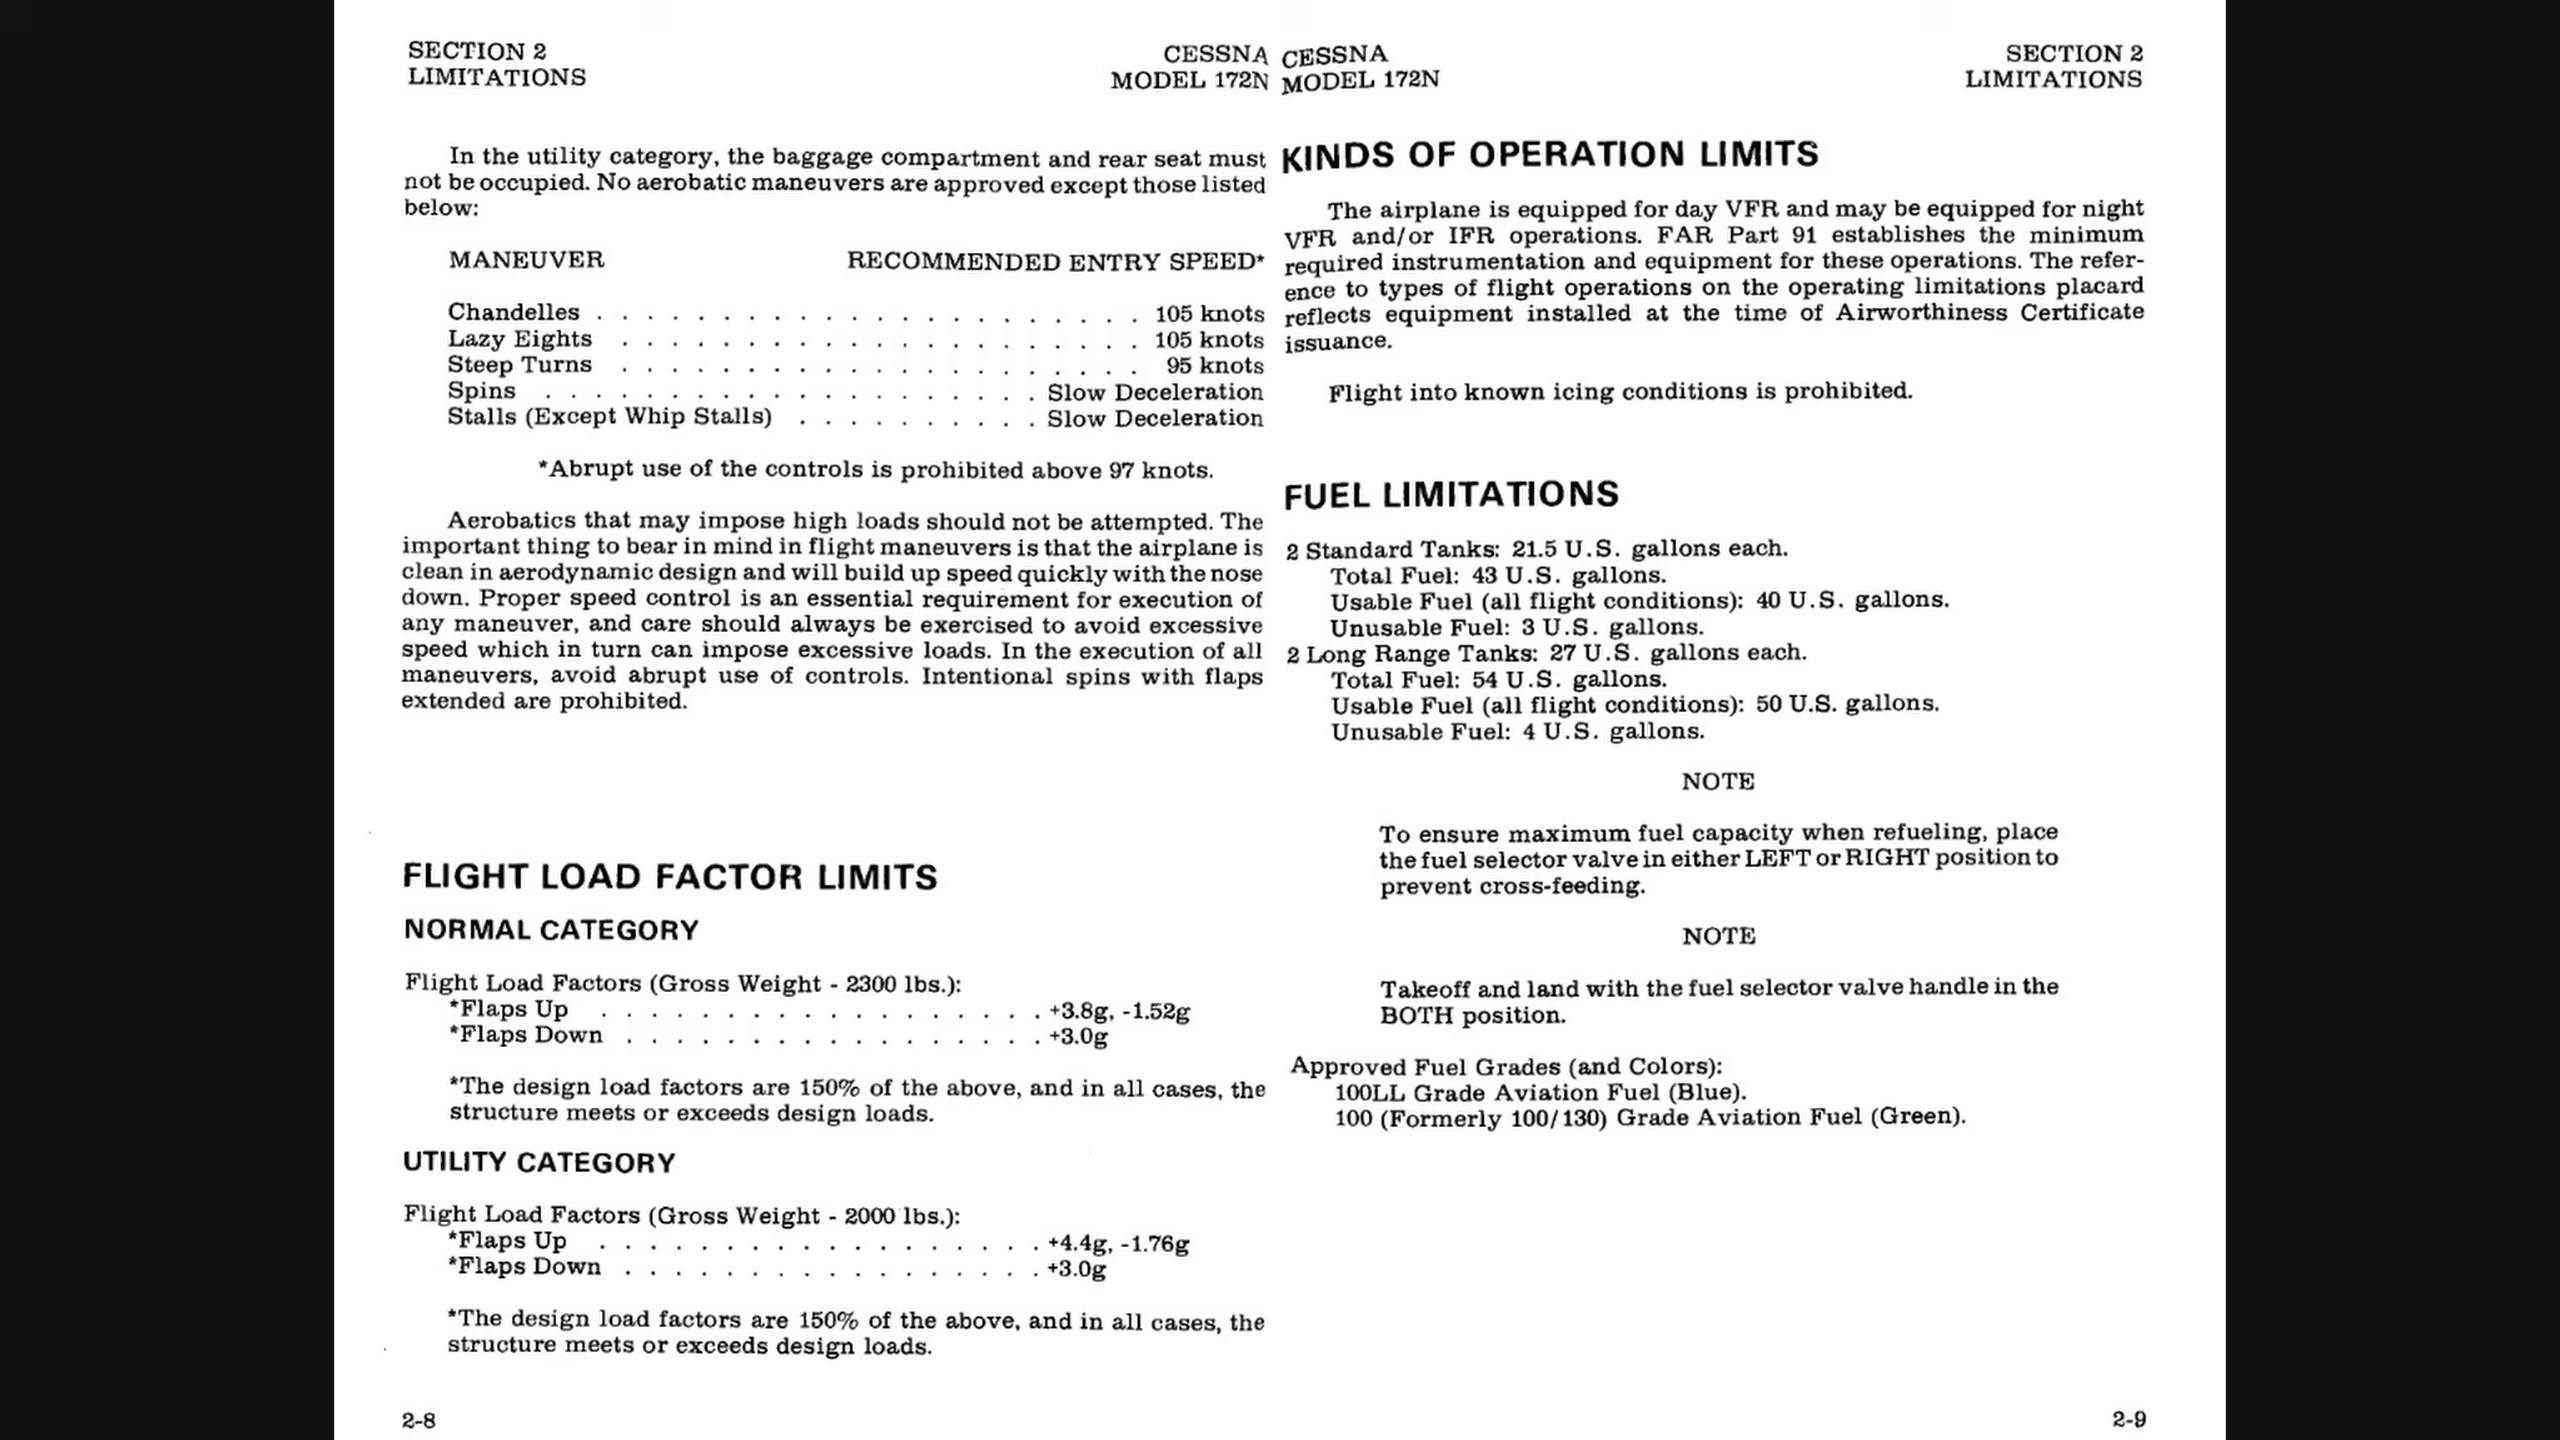 SECTION 2
LIMITATIONS
CESSNA
MODEL 172N
In the utility category, the baggage compartment and rear seat must
not be occupied. No aerobatic maneuvers are approved except those listed
below:
MANEUVER RECOMMENDED ENTRY SPEED*
Chandelles . . . . . . . . . . . . . . . . . . . . . . 105 knots
Lazy Eights . . . . . . . . . . . . . . . . . . . . . 105 knots
Steep Turns . . . . . . . . . . . . . . . . . . . . . 95 knots
Spins . . . . . . . . . . . . . . . . . . . . Slow Deceleration
Stalls (Except Whip Stalls) . . . . . . . . . . Slow Deceleration
*Abrupt use of the controls is prohibited above 97 knots.
Aerobatics that may impose high loads should not be attempted. The
important thing to bear in mind in flight maneuvers is that the airplane is
clean in aerodynamic design and will build up speed quickly with the nose
down. Proper speed control is an essential requirement for execution of
any maneuver, and care should always be exercised to avoid excessive
speed which in turn can impose excessive loads. In the execution of all
maneuvers, avoid abrupt use of controls. Intentional spins with flaps
extended are prohibited.
FLIGHT LOAD FACTOR LIMITS
NORMAL CATEGORY
Flight Load Factors (Gross Weight - 2300 lbs.):
*Flaps Up . . . . . . . . . . . . . . . . . . +3.8g, -1.52g
*Flaps Down . . . . . . . . . . . . . . . . . +3.0g
*The design load factors are 150% of the above, and in all cases, the
structure meets or exceeds design loads.
UTILITY CATEGORY
Flight Load Factors (Gross Weight - 2000 lbs.):
*Flaps Up . . . . . . . . . . . . . . . . . . +4.4g, -1.76g
*Flaps Down . . . . . . . . . . . . . . . . . +3.0g
*The design load factors are 150% of the above, and in all cases, the
structure meets or exceeds design loads.
2-8
CESSNA
MODEL 172N
SECTION 2
LIMITATIONS
KINDS OF OPERATION LIMITS
The airplane is equipped for day VFR and may be equipped for night
VFR and/or IFR operations. FAR Part 91 establishes the minimum
required instrumentation and equipment for these operations. The refer-
ence to types of flight operations on the operating limitations placard
reflects equipment installed at the time of Airworthiness Certificate
issuance.
Flight into known icing conditions is prohibited.
FUEL LIMITATIONS
2 Standard Tanks: 21.5 U.S. gallons each.
Total Fuel: 43 U.S. gallons.
Usable Fuel (all flight conditions): 40 U.S. gallons.
Unusable Fuel: 3 U.S. gallons.
2 Long Range Tanks: 27 U.S. gallons each.
Total Fuel: 54 U.S. gallons.
Usable Fuel (all flight conditions): 50 U.S. gallons.
Unusable Fuel: 4 U.S. gallons.
NOTE
To ensure maximum fuel capacity when refueling, place
the fuel selector valve in either LEFT or RIGHT position to
prevent cross-feeding.
NOTE
Takeoff and land with the fuel selector valve handle in the
BOTH position.
Approved Fuel Grades (and Colors):
100LL Grade Aviation Fuel (Blue).
100 (Formerly 100/130) Grade Aviation Fuel (Green).
2-9